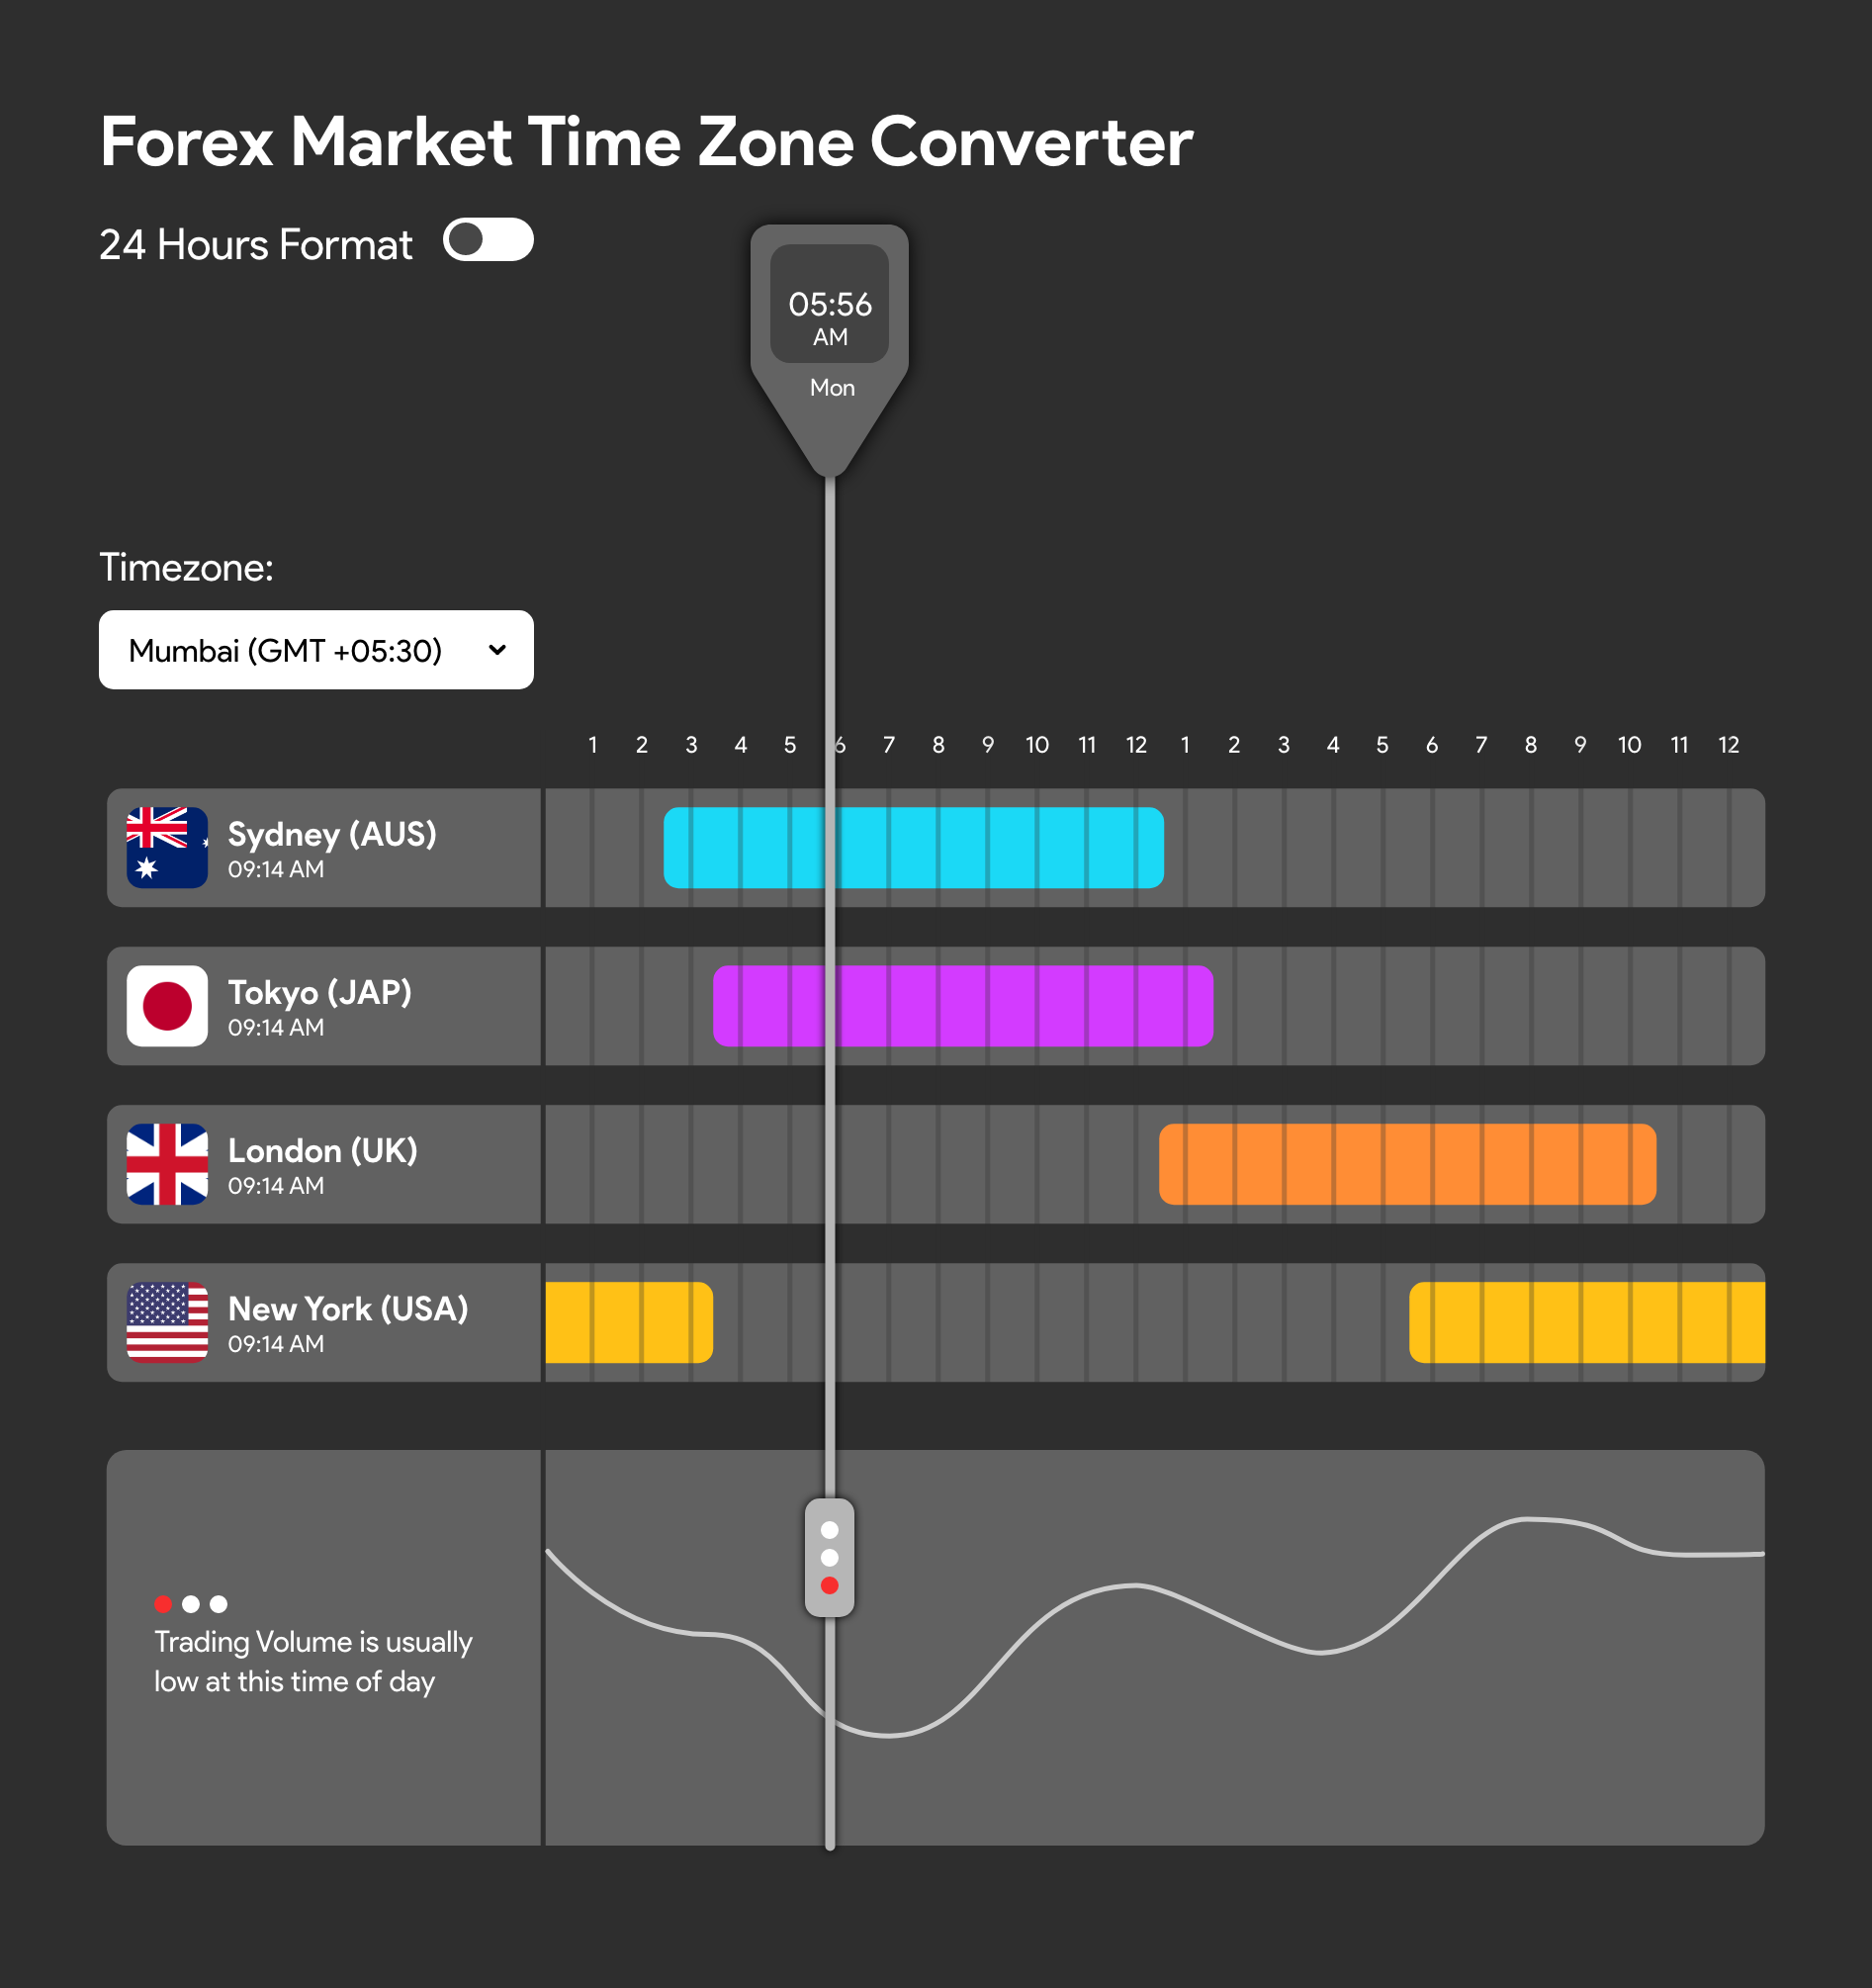 Forex Market Time Zone Converter
24 Hours Format
05:56
AM
Mon
Timezone:
Mumbai (GMT +05:30)
1 2 3 4 5 6 7 8 9 10 11 12 1 2 3 4 5 6 7 8 9 10 11 12
Sydney (AUS)
09:14 AM
Tokyo (JAP)
09:14 AM
London (UK)
09:14 AM
New York (USA)
09:14 AM
Trading Volume is usually
low at this time of day